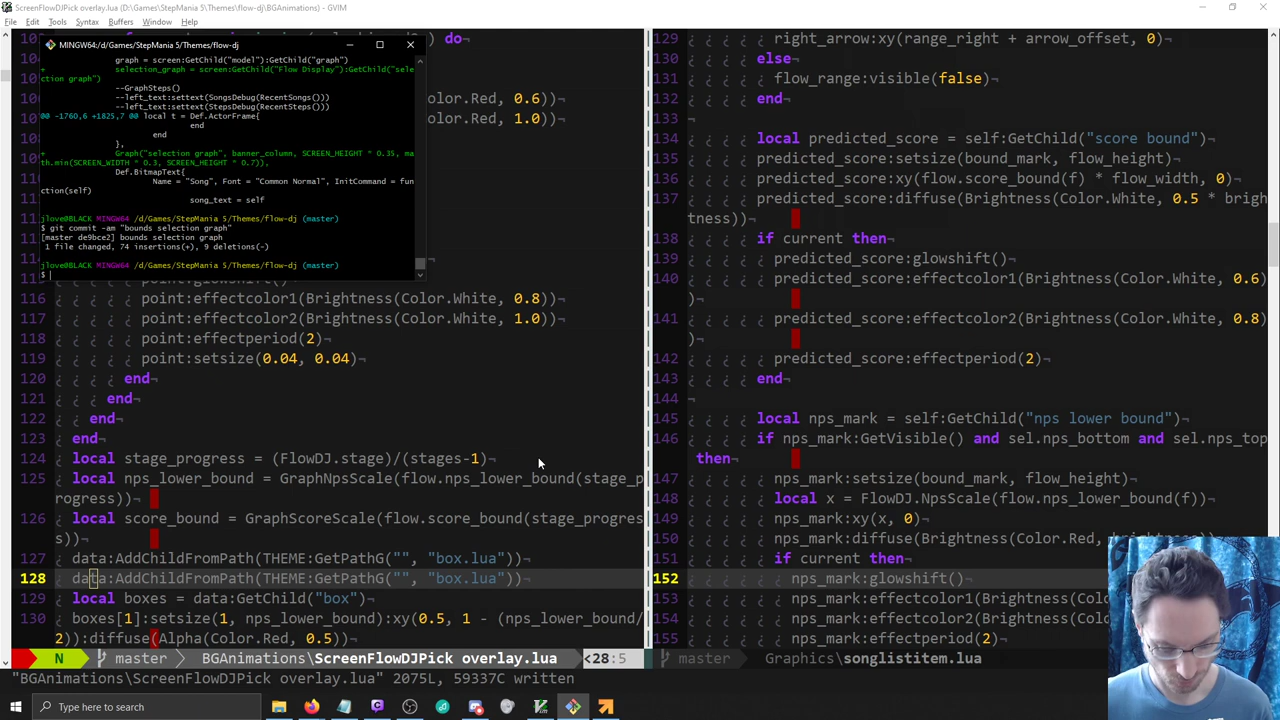 ScreenFlowDJPick overlay.lua (D:\Games\StepMania 5\Themes\flow-dj\BGAnimations) - GVIM
File Edit Tools Syntax Buffers Window Help
MINGW64:/d/Games/StepMania 5/Themes/flow-dj
graph = screen:GetChild("model"):GetChild("graph")
+ selection_graph = screen:GetChild("Flow Display"):GetChild("sele
ction graph")
--GraphSteps()
--left_text:settext(SongsDebug(RecentSongs()))
--left_text:settext(StepsDebug(RecentSteps()))
@@ -1760,6 +1825,7 @@ local t = Def.ActorFrame{
end
end
},
+ Graph("selection graph", banner_column, SCREEN_HEIGHT * 0.35, ma
th.min(SCREEN_WIDTH * 0.3, SCREEN_HEIGHT * 0.7)),
Def.BitmapText{
Name = "Song", Font = "Common Normal", InitCommand = fun
ction(self)
song_text = self
jlove@BLACK MINGW64 /d/Games/StepMania 5/Themes/flow-dj (master)
$ git commit -am "bounds selection graph"
[master de9bce2] bounds selection graph
1 file changed, 74 insertions(+), 9 deletions(-)
jlove@BLACK MINGW64 /d/Games/StepMania 5/Themes/flow-dj (master)
$
do
color.Red, 0.6))¬
color.Red, 1.0))¬
116 point:effectcolor1(Brightness(Color.White, 0.8))¬
117 point:effectcolor2(Brightness(Color.White, 1.0))¬
118 point:effectperiod(2)¬
119 point:setsize(0.04, 0.04)¬
120 end¬
121 end¬
122 end¬
123 end¬
124 local stage_progress = (FlowDJ.stage)/(stages-1)¬
125 local nps_lower_bound = GraphNpsScale(flow.nps_lower_bound(stage_p
rogress))¬
126 local score_bound = GraphScoreScale(flow.score_bound(stage_progres
s))¬
127 data:AddChildFromPath(THEME:GetPathG("", "box.lua"))¬
128 data:AddChildFromPath(THEME:GetPathG("", "box.lua"))¬
129 local boxes = data:GetChild("box")¬
130 boxes[1]:setsize(1, nps_lower_bound):xy(0.5, 1 - (nps_lower_bound/
2)):diffuse(Alpha(Color.Red, 0.5))¬
N master BGAnimations\ScreenFlowDJPick overlay.lua <28:5
129 right_arrow:xy(range_right + arrow_offset, 0)¬
130 else¬
131 flow_range:visible(false)¬
132 end¬
133 ¬
134 local predicted_score = self:GetChild("score bound")¬
135 predicted_score:setsize(bound_mark, flow_height)¬
136 predicted_score:xy(flow.score_bound(f) * flow_width, 0)¬
137 predicted_score:diffuse(Brightness(Color.White, 0.5 * brigh
tness))¬
138 if current then¬
139 predicted_score:glowshift()¬
140 predicted_score:effectcolor1(Brightness(Color.White, 0.6)
)¬
141 predicted_score:effectcolor2(Brightness(Color.White, 0.8)
)¬
142 predicted_score:effectperiod(2)¬
143 end¬
144 ¬
145 local nps_mark = self:GetChild("nps lower bound")¬
146 if nps_mark:GetVisible() and sel.nps_bottom and sel.nps_top
then¬
147 nps_mark:setsize(bound_mark, flow_height)¬
148 local x = FlowDJ.NpsScale(flow.nps_lower_bound(f))¬
149 nps_mark:xy(x, 0)¬
150 nps_mark:diffuse(Brightness(Color.Red,
151 if current then¬
152 nps_mark:glowshift()¬
153 nps_mark:effectcolor1(Brightness(Color.
154 nps_mark:effectcolor2(Brightness(Color.
155 nps_mark:effectperiod(2)¬
master Graphics\songlistitem.lua
"BGAnimations\ScreenFlowDJPick overlay.lua" 2075L, 59337C written
Type here to search